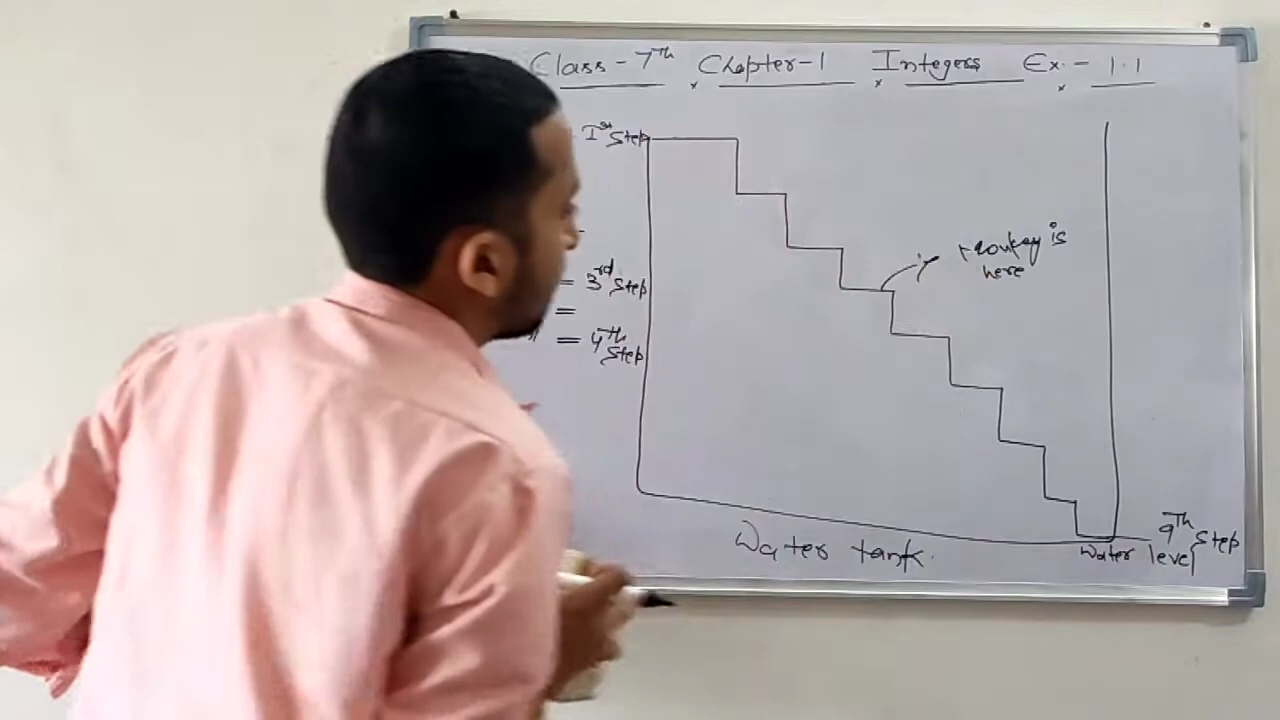 Class - 7th Chapter-1 Integers Ex. - 1.1
Ist Step
monkey is
here
= 3rd Step
=
" = 4th
Step
9th Step
Water level
Water tank.